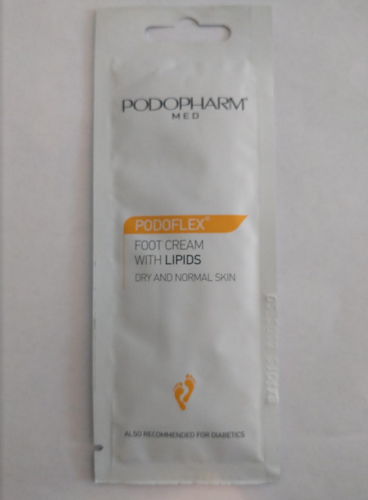 PODOPHARM®
MED
PODOFLEX®
FOOT CREAM
WITH LIPIDS
DRY AND NORMAL SKIN
ALSO RECOMMENDED FOR DIABETICS